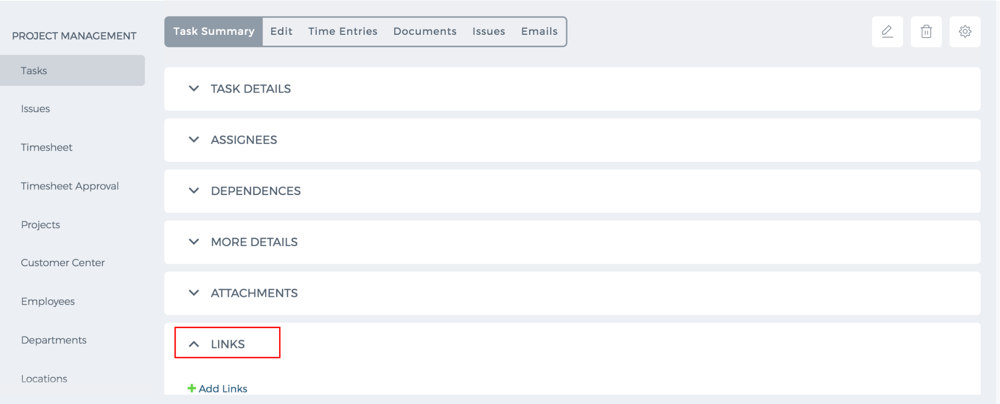 PROJECT MANAGEMENT
Tasks
Issues
Timesheet
Timesheet Approval
Projects
Customer Center
Employees
Departments
Locations
Task Summary Edit Time Entries Documents Issues Emails
TASK DETAILS
ASSIGNEES
DEPENDENCES
MORE DETAILS
ATTACHMENTS
LINKS
Add Links